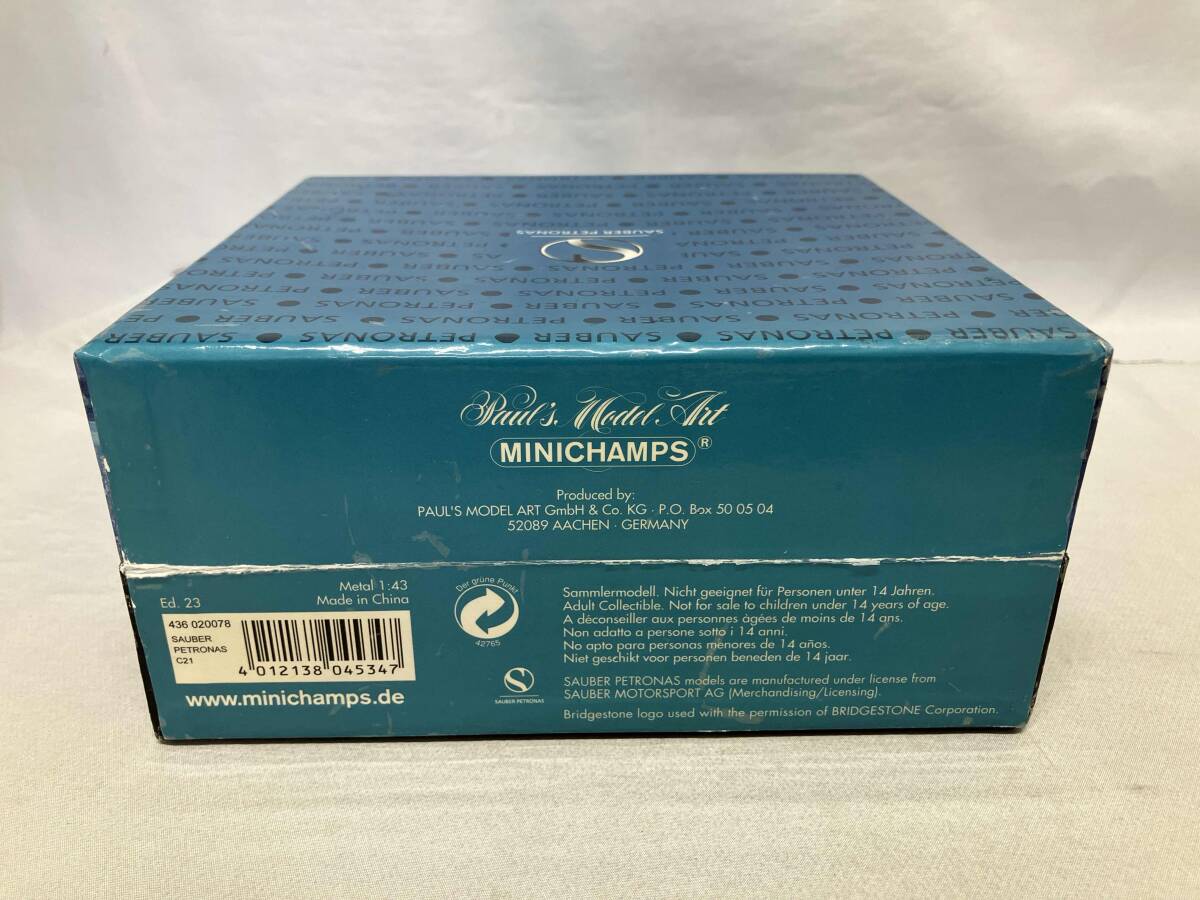 SAUBER PETRONAS
S
SAUBER ● PETRONAS ● SAUBER ● PETRONAS ● SAUBER
Paul's Model Art
MINICHAMPS®
Produced by:
PAUL'S MODEL ART GmbH & Co. KG · P.O. Box 50 05 04
52089 AACHEN · GERMANY
Metal 1:43
Ed. 23
Made in China
436 020078
SAUBER
PETRONAS
C21
4 012138 045347
www.minichamps.de
Der grüne Punkt
42765
S
SAUBER PETRONAS
Sammlermodell. Nicht geeignet für Personen unter 14 Jahren.
Adult Collectible. Not for sale to children under 14 years of age.
A déconseiller aux personnes àgées de moins de 14 ans.
Non adatto a persone sotto i 14 anni.
No apto para personas menores de 14 años.
Niet geschikt voor personen beneden de 14 jaar.
SAUBER PETRONAS models are manufactured under license from
SAUBER MOTORSPORT AG (Merchandising/Licensing).
Bridgestone logo used with the permission of BRIDGESTONE Corporation.